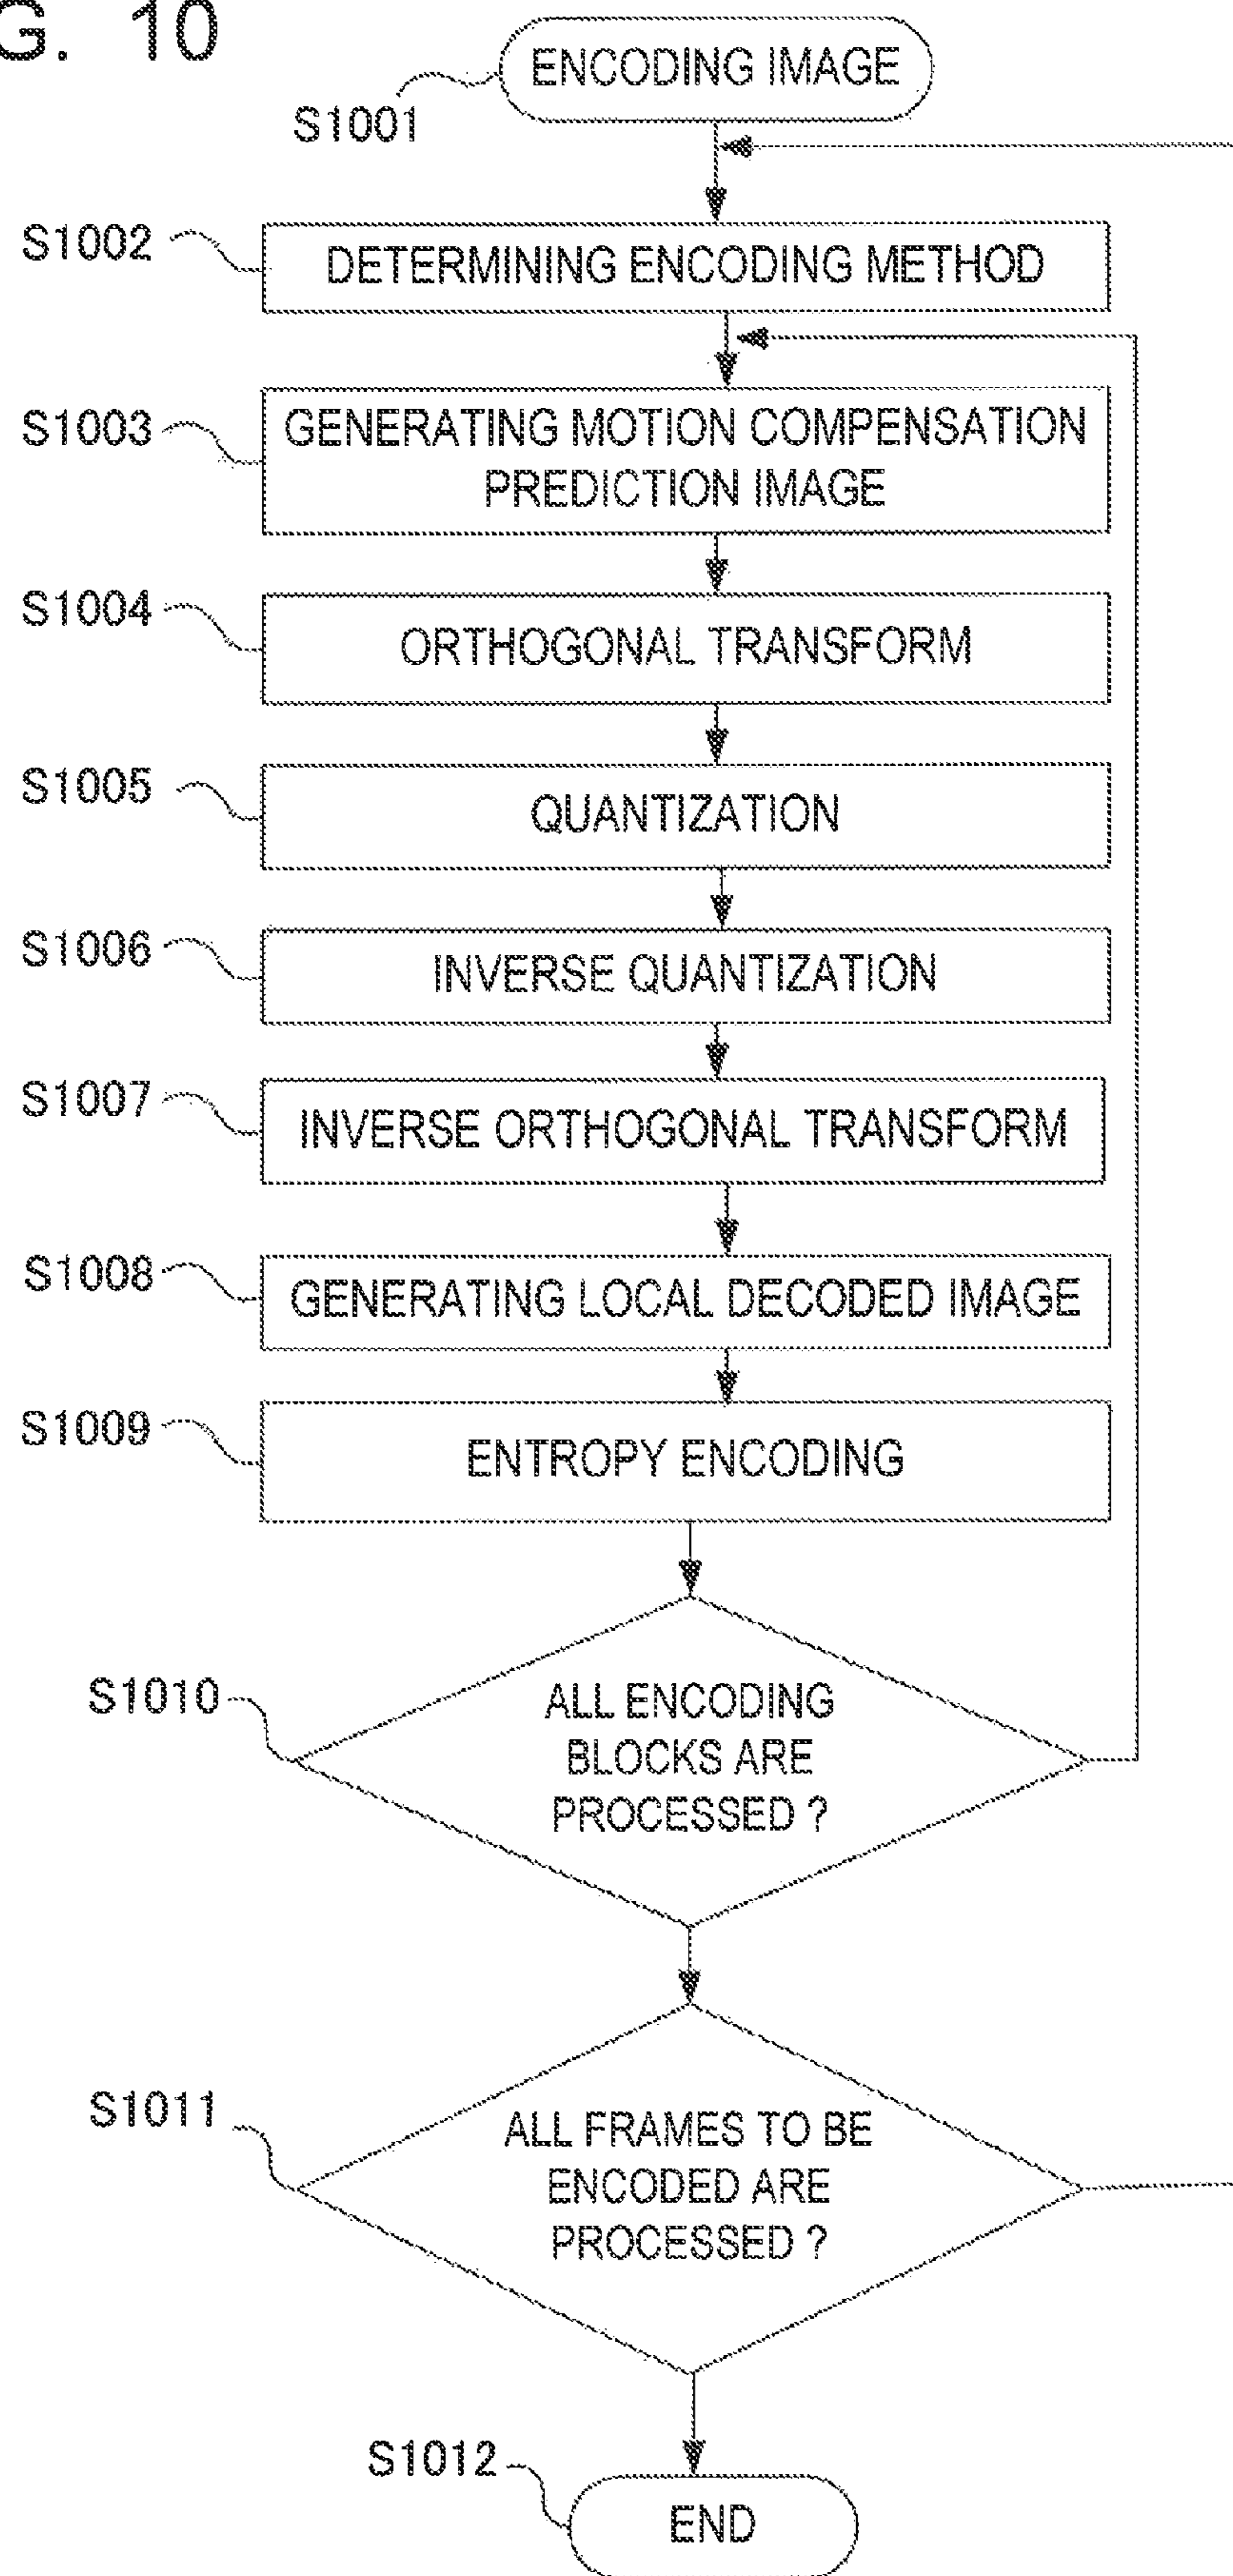 G. 10
ENCODING IMAGE
S1001
S1002
DETERMINING ENCODING METHOD
S1003
GENERATING MOTION COMPENSATION
PREDICTION IMAGE
S1004
ORTHOGONAL TRANSFORM
S1005
QUANTIZATION
S1006
INVERSE QUANTIZATION
S1007
INVERSE ORTHOGONAL TRANSFORM
S1008
GENERATING LOCAL DECODED IMAGE
S1009
ENTROPY ENCODING
S1010
ALL ENCODING
BLOCKS ARE
PROCESSED ?
S1011
ALL FRAMES TO BE
ENCODED ARE
PROCESSED ?
S1012
END